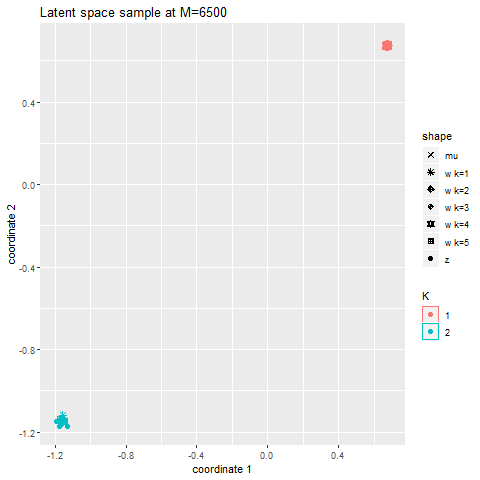 Latent space sample at M=6500
0.4
0.0
-0.4
-0.8
-1.2
-1.2
-0.8
-0.4
0.0
0.4
coordinate 1
coordinate 2
shape
mu
w k=1
w k=2
w k=3
w k=4
w k=5
z
K
1
2